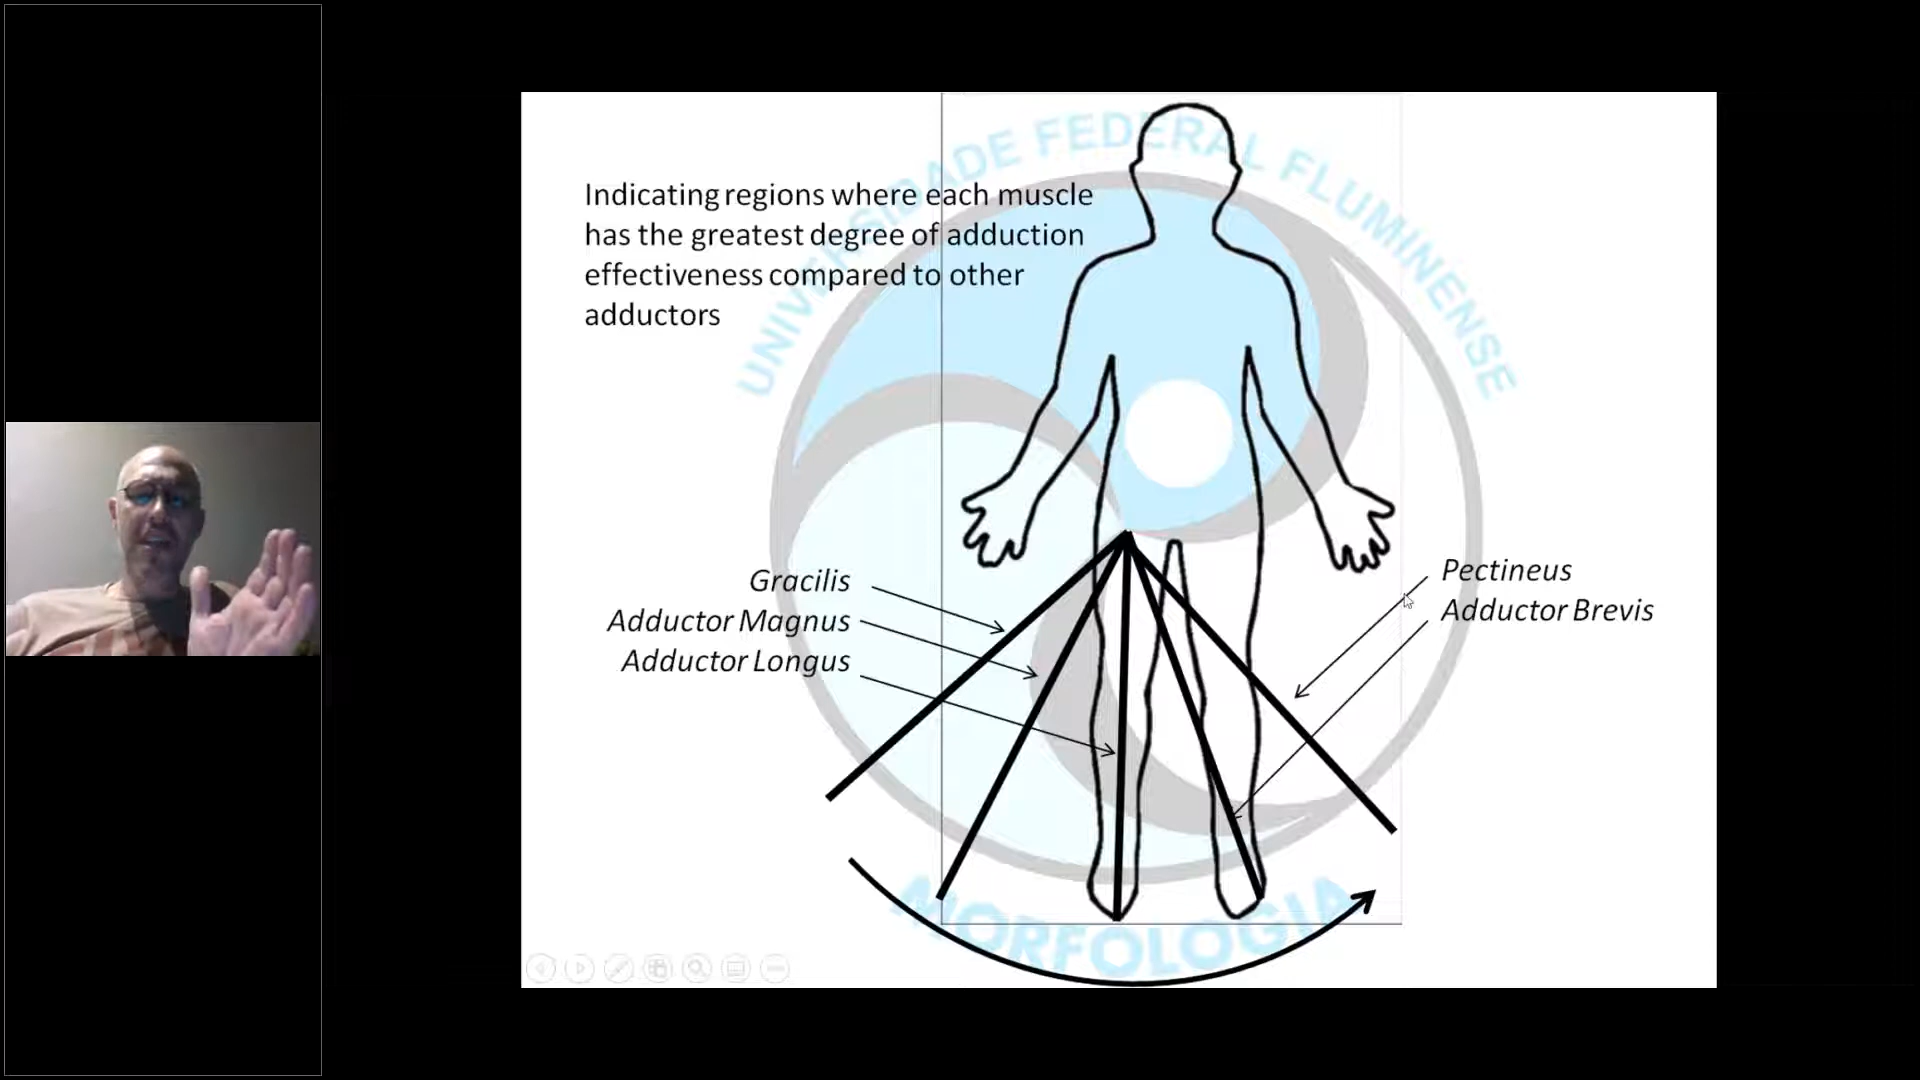 UNIVERSIDADE FEDERAL FLUMINENSE
Indicating regions where each muscle
has the greatest degree of adduction
effectiveness compared to other
adductors
Gracilis
Adductor Magnus
Adductor Longus
Pectineus
Adductor Brevis
MORFOLOGIA